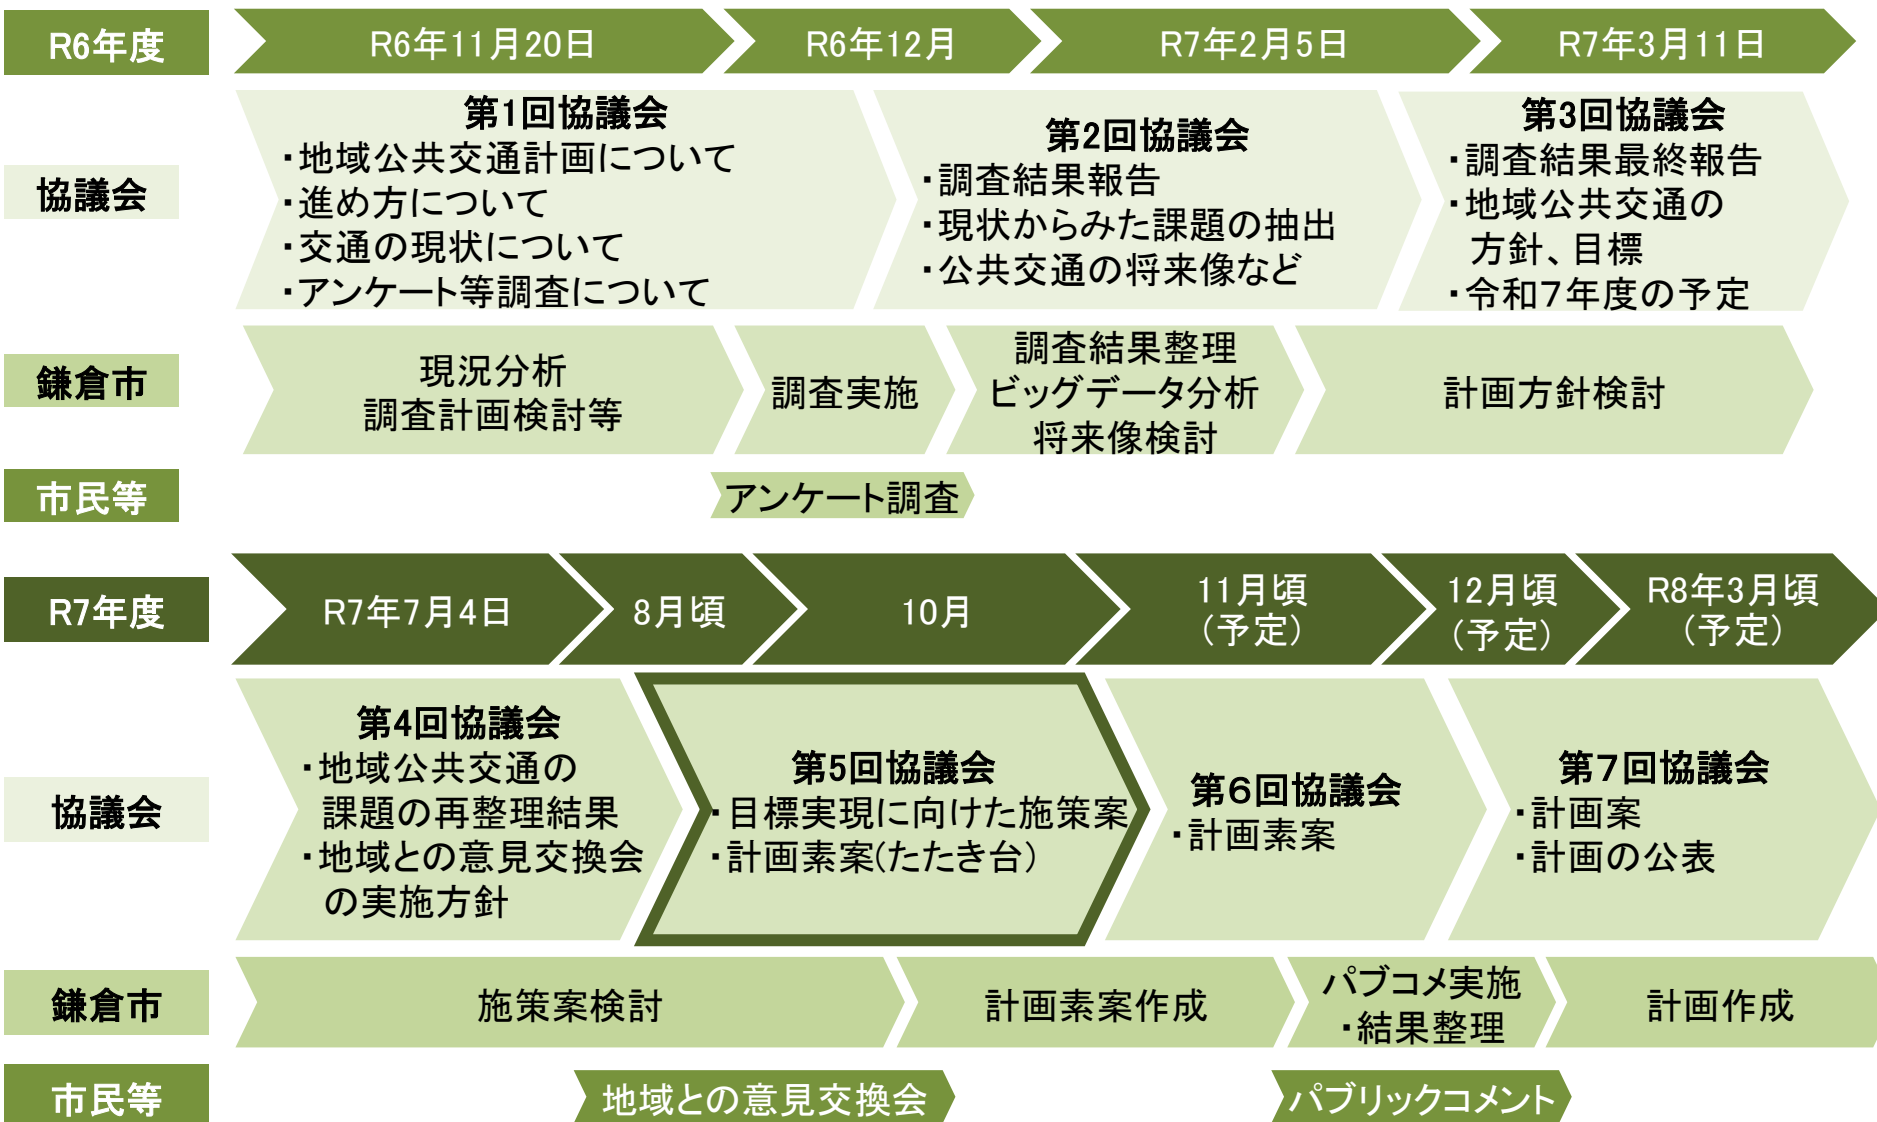 R6年度
R6年11月20日
R6年12月
R7年2月5日
R7年3月11日
協議会
第1回協議会
・地域公共交通計画について
・進め方について
・交通の現状について
・アンケート等調査について
第2回協議会
・調査結果報告
・現状からみた課題の抽出
・公共交通の将来像など
第3回協議会
・調査結果最終報告
・地域公共交通の
方針、目標
・令和7年度の予定
鎌倉市
現況分析
調査計画検討等
調査実施
調査結果整理
ビッグデータ分析
将来像検討
計画方針検討
市民等
アンケート調査
R7年度
R7年7月4日
8月頃
10月
11月頃
(予定)
12月頃
(予定)
R8年3月頃
(予定)
協議会
第4回協議会
・地域公共交通の
課題の再整理結果
・地域との意見交換会
の実施方針
第5回協議会
・目標実現に向けた施策案
・計画素案(たたき台)
第6回協議会
・計画素案
第7回協議会
・計画案
・計画の公表
鎌倉市
施策案検討
計画素案作成
パブコメ実施
・結果整理
計画作成
市民等
地域との意見交換会
パブリックコメント